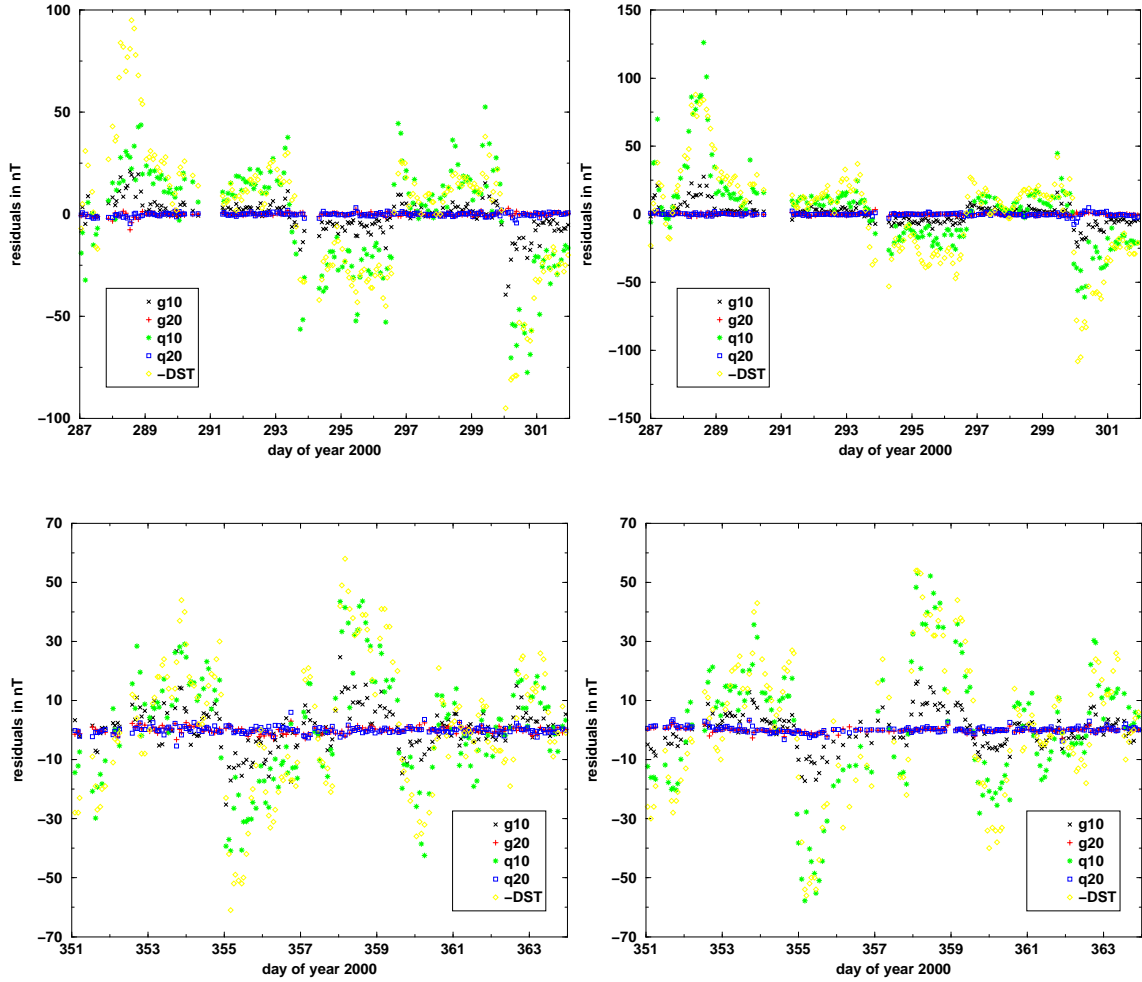 100
50
0
−50
−100
residuals in nT
287 289 291 293 295 297 299 301
day of year 2000
g10
g20
q10
q20
−DST
150
100
50
0
−50
−100
−150
residuals in nT
287 289 291 293 295 297 299 301
day of year 2000
g10
g20
q10
q20
−DST
70
50
30
10
−10
−30
−50
−70
residuals in nT
351 353 355 357 359 361 363
day of year 2000
g10
g20
q10
q20
−DST
70
50
30
10
−10
−30
−50
−70
residuals in nT
351 353 355 357 359 361 363
day of year 2000
g10
g20
q10
q20
−DST